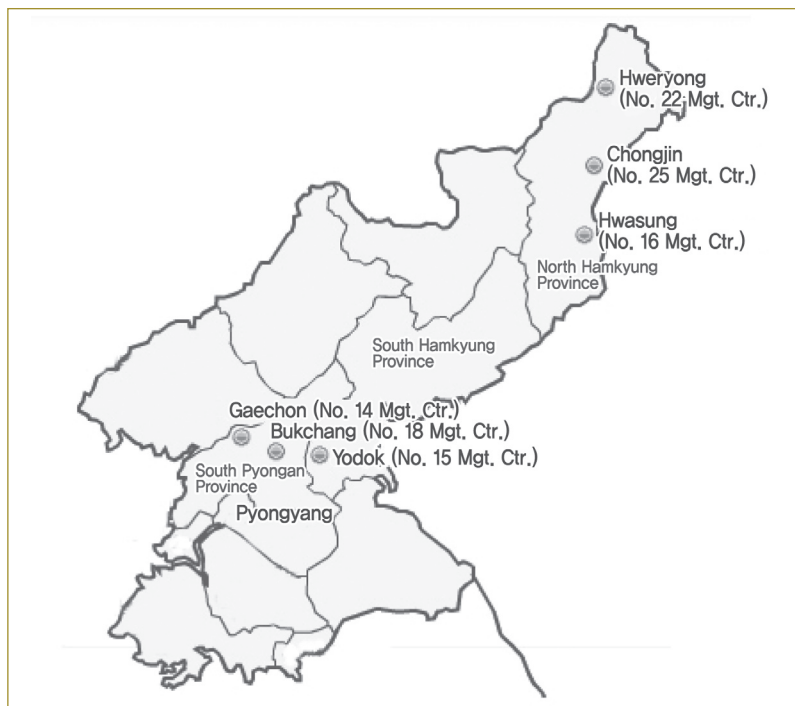 Hweryong
(No. 22 Mgt. Ctr.)
Chongjin
(No. 25 Mgt. Ctr.)
Hwasung
(No. 16 Mgt. Ctr.)
North Hamkyung
Province
South Hamkyung
Province
Gaechon (No. 14 Mgt. Ctr.)
Bukchang (No. 18 Mgt. Ctr.)
Yodok (No. 15 Mgt. Ctr.)
South Pyongan
Province
Pyongyang